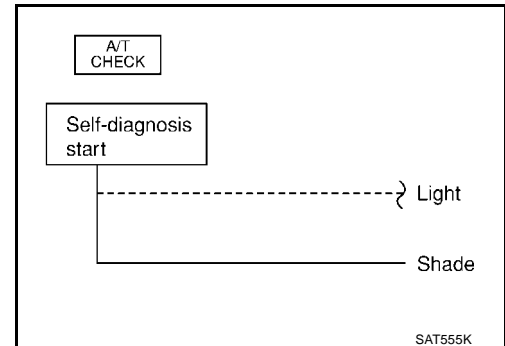 A/T
CHECK
Self-diagnosis
start
Light
Shade
SAT555K